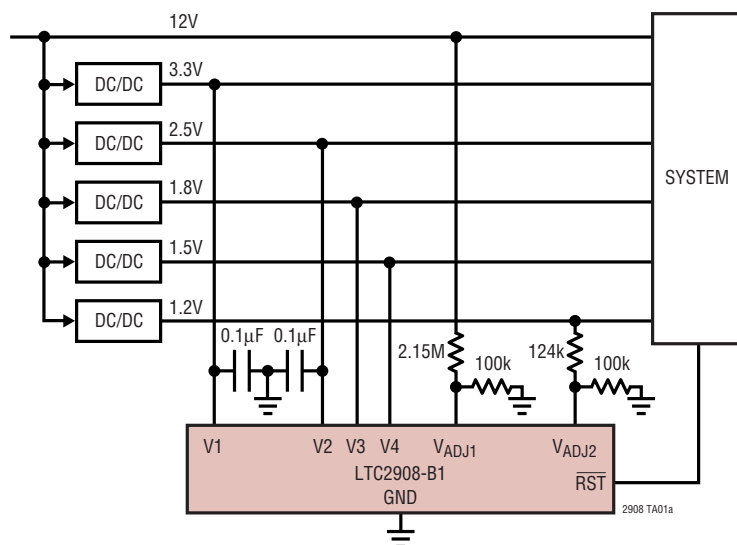 12V
DC/DC
3.3V
DC/DC
2.5V
DC/DC
1.8V
DC/DC
1.5V
DC/DC
1.2V
SYSTEM
0.1µF
0.1µF
2.15M
100k
124k
100k
V1
V2
V3
V4
VADJ1
VADJ2
LTC2908-B1
GND
RST
2908 TA01a